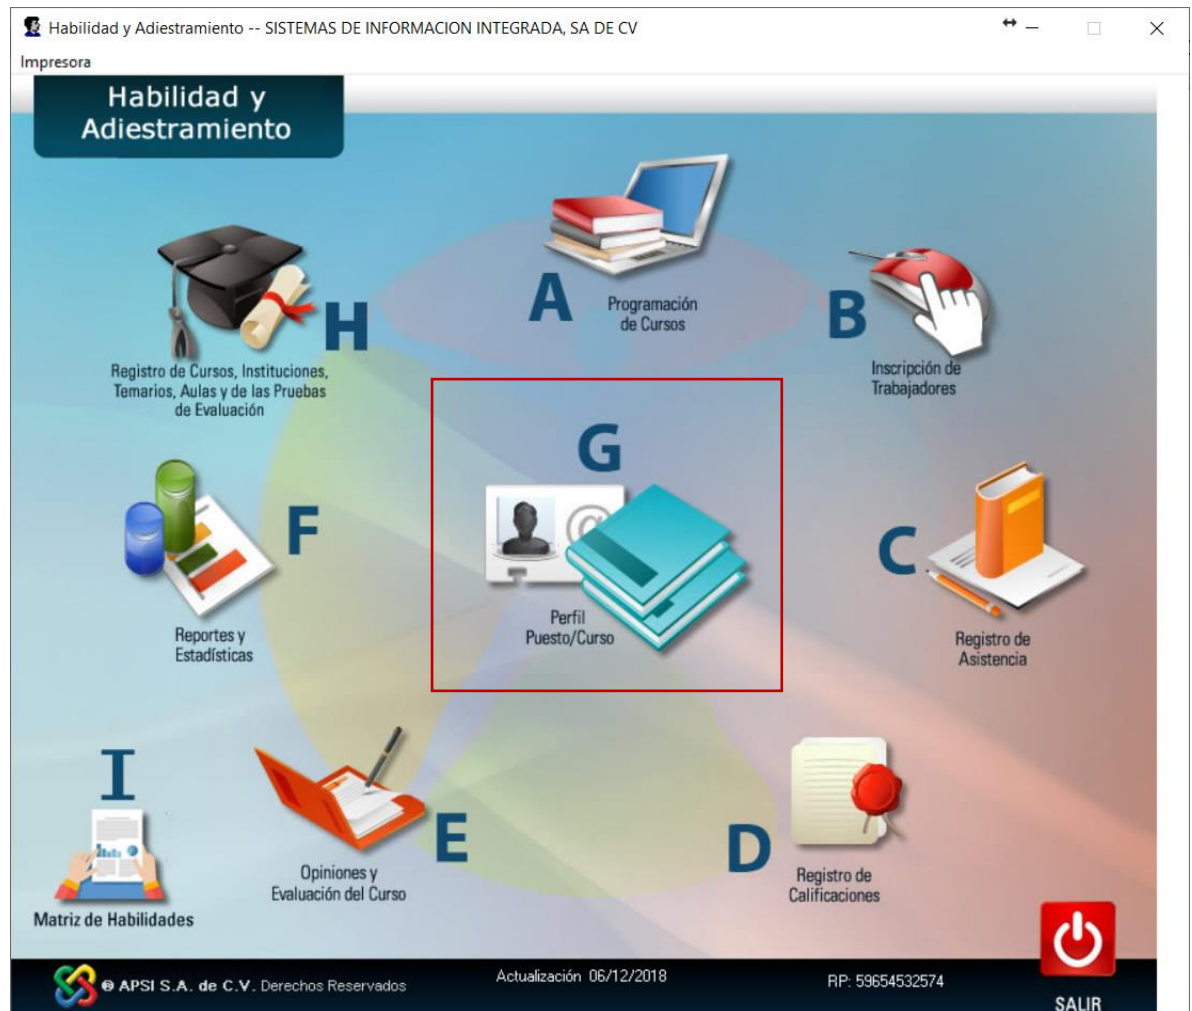 Habilidad y Adiestramiento -- SISTEMAS DE INFORMACION INTEGRADA, SA DE CV
Impresora
Habilidad y
Adiestramiento
A
Programación
de Cursos
B
Inscripción de
Trabajadores
H
Registro de Cursos, Instituciones,
Temarios, Aulas y de las Pruebas
de Evaluación
G
@
Perfil
Puesto/Curso
F
Reportes y
Estadísticas
C
Registro de
Asistencia
I
Matriz de Habilidades
E
Opiniones y
Evaluación del Curso
D
Registro de
Calificaciones
® APSI S.A. de C.V. Derechos Reservados
Actualización 06/12/2018
RP: 59654532574
SALIR